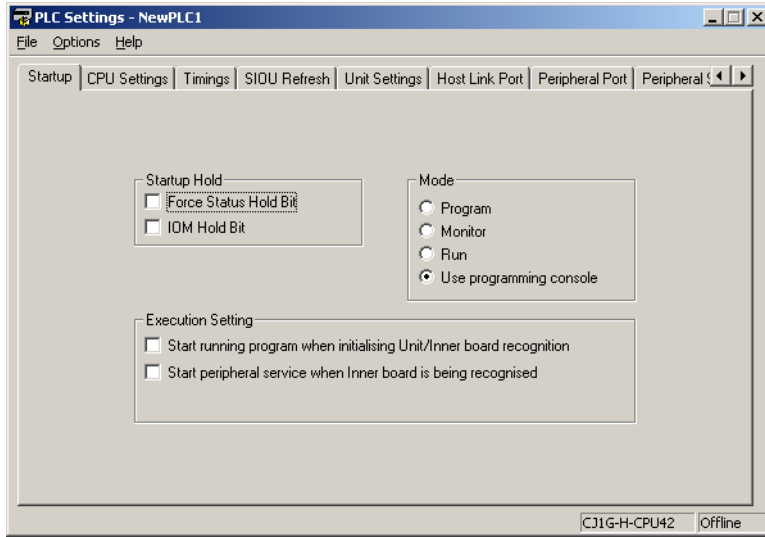 PLC Settings - NewPLC1
File Options Help
Startup CPU Settings Timings SIOU Refresh Unit Settings Host Link Port Peripheral Port Peripheral
Startup Hold
Force Status Hold Bit
IOM Hold Bit
Mode
Program
Monitor
Run
Use programming console
Execution Setting
Start running program when initialising Unit/Inner board recognition
Start peripheral service when Inner board is being recognised
CJ1G-H-CPU42 Offline